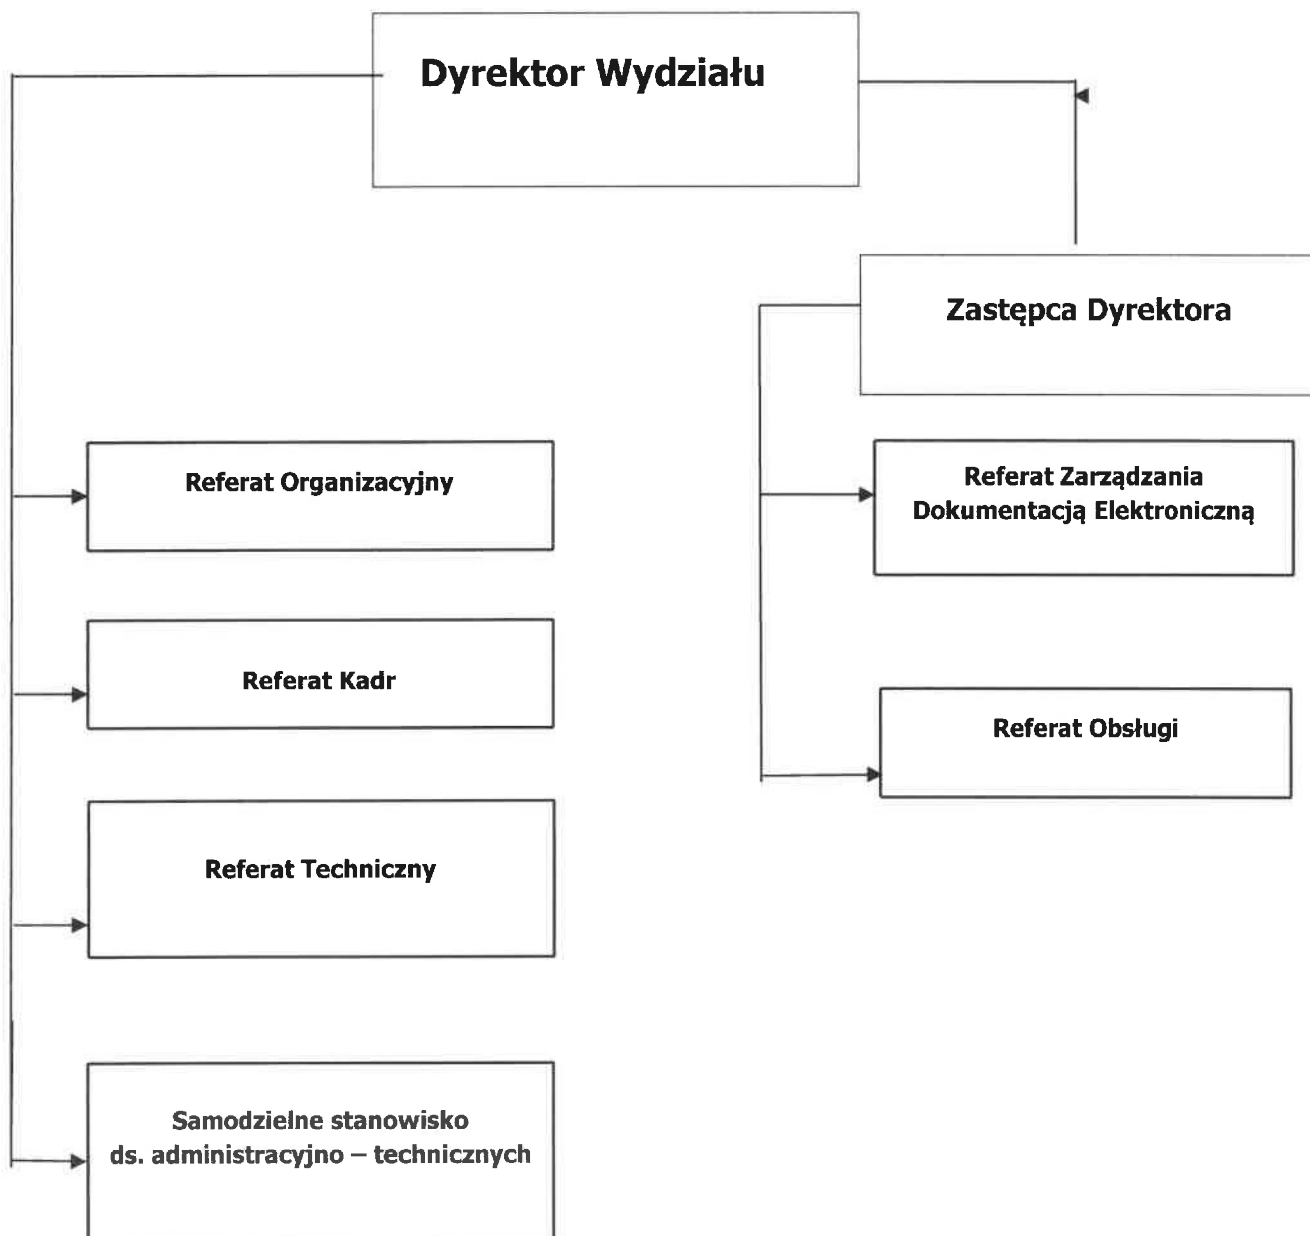 Dyrektor Wydziału
Zastępca Dyrektora
Referat Organizacyjny
Referat Zarządzania
Dokumentacją Elektroniczną
Referat Kadr
Referat Obsługi
Referat Techniczny
Samodzielne stanowisko
ds. administracyjno – technicznych